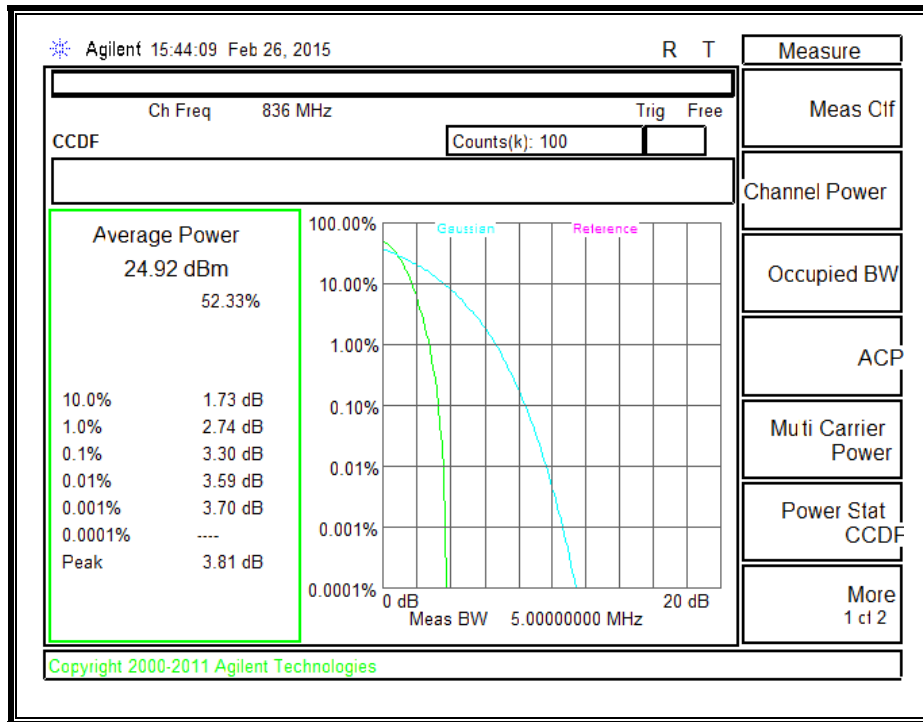 Agilent 15:44:09 Feb 26, 2015 R T
Ch Freq 836 MHz Trig Free
CCDF Counts(k): 100
Average Power
24.92 dBm
52.33%
10.0% 1.73 dB
1.0% 2.74 dB
0.1% 3.30 dB
0.01% 3.59 dB
0.001% 3.70 dB
0.0001% ----
Peak 3.81 dB
Gaussian Reference
100.00%
10.00%
1.00%
0.10%
0.01%
0.001%
0.0001%
0 dB 20 dB
Meas BW 5.00000000 MHz
Measure
Meas Off
Channel Power
Occupied BW
ACP
Multi Carrier
Power
Power Stat
CCDF
More
1 of 2
Copyright 2000-2011 Agilent Technologies